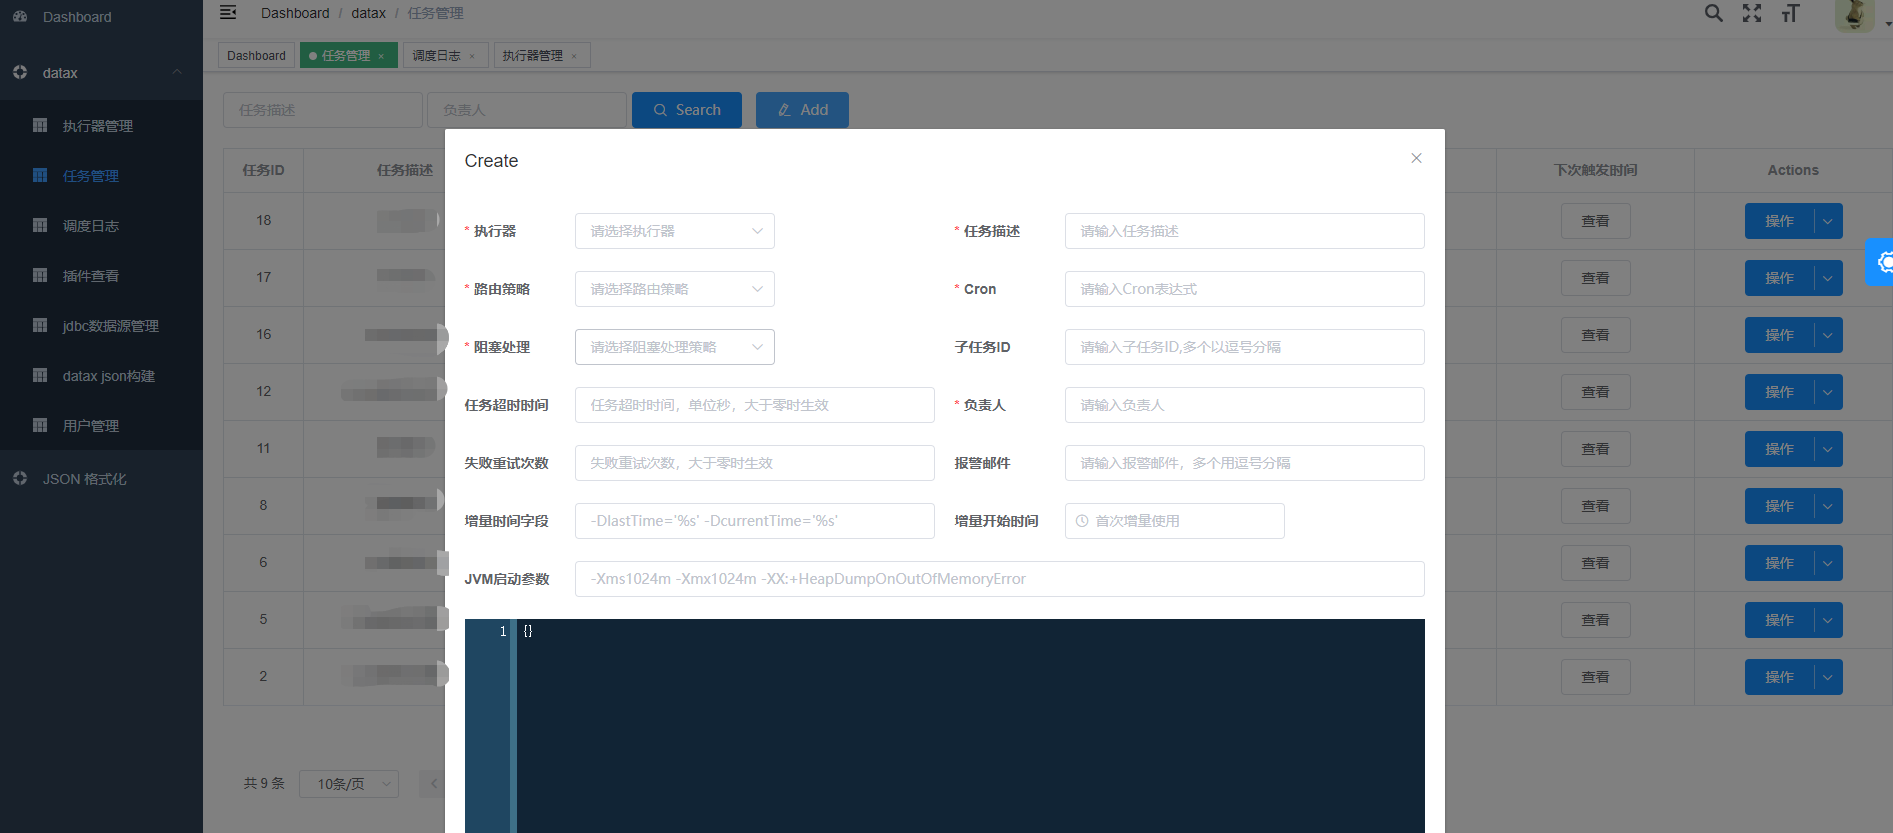 Dashboard
datax
执行器管理
任务管理
调度日志
插件查看
jdbc数据源管理
datax json构建
用户管理
JSON 格式化
Dashboard / datax / 任务管理
Dashboard 任务管理 × 调度日志 × 执行器管理 ×
任务描述 负责人 Search Add
任务ID 任务描述 下次触发时间 Actions
18 查看 操作
17 查看 操作
16 查看 操作
12 查看 操作
11 查看 操作
8 查看 操作
6 查看 操作
5 查看 操作
2 查看 操作
共 9 条 10条/页
Create
* 执行器 请选择执行器 * 任务描述 请输入任务描述
* 路由策略 请选择路由策略 * Cron 请输入Cron表达式
* 阻塞处理 请选择阻塞处理策略 子任务ID 请输入子任务ID,多个以逗号分隔
任务超时时间 任务超时时间，单位秒，大于零时生效 * 负责人 请输入负责人
失败重试次数 失败重试次数，大于零时生效 报警邮件 请输入报警邮件，多个用逗号分隔
增量时间字段 -DlastTime='%s' -DcurrentTime='%s' 增量开始时间 首次增量使用
JVM启动参数 -Xms1024m -Xmx1024m -XX:+HeapDumpOnOutOfMemoryError
1 {}